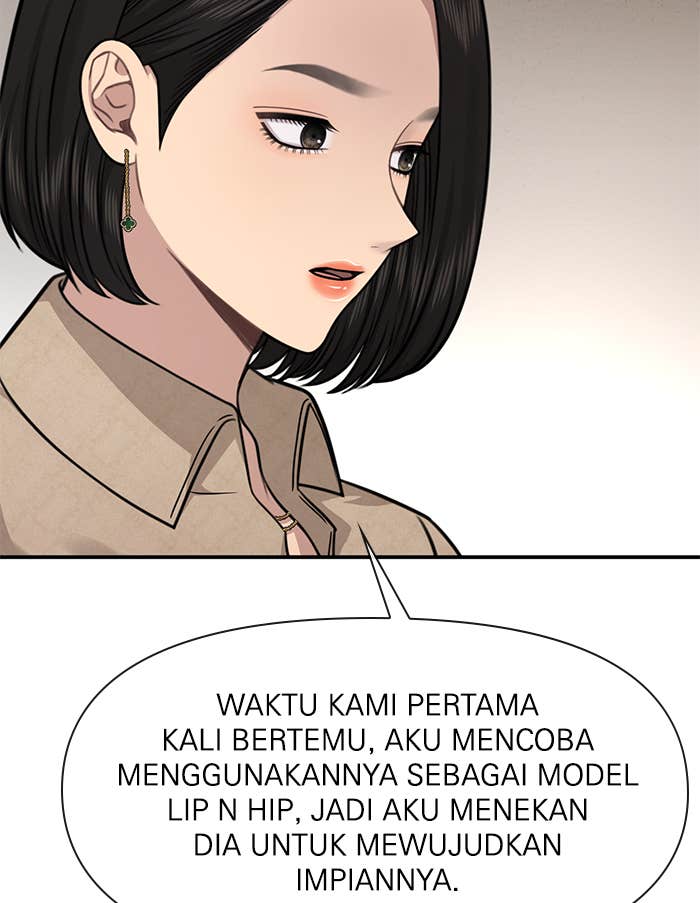 WAKTU KAMI PERTAMA
KALI BERTEMU, AKU MENCOBA
MENGGUNAKANNYA SEBAGAI MODEL
LIP N HIP, JADI AKU MENEKAN
DIA UNTUK MEWUJUDKAN
IMPIANNYA.